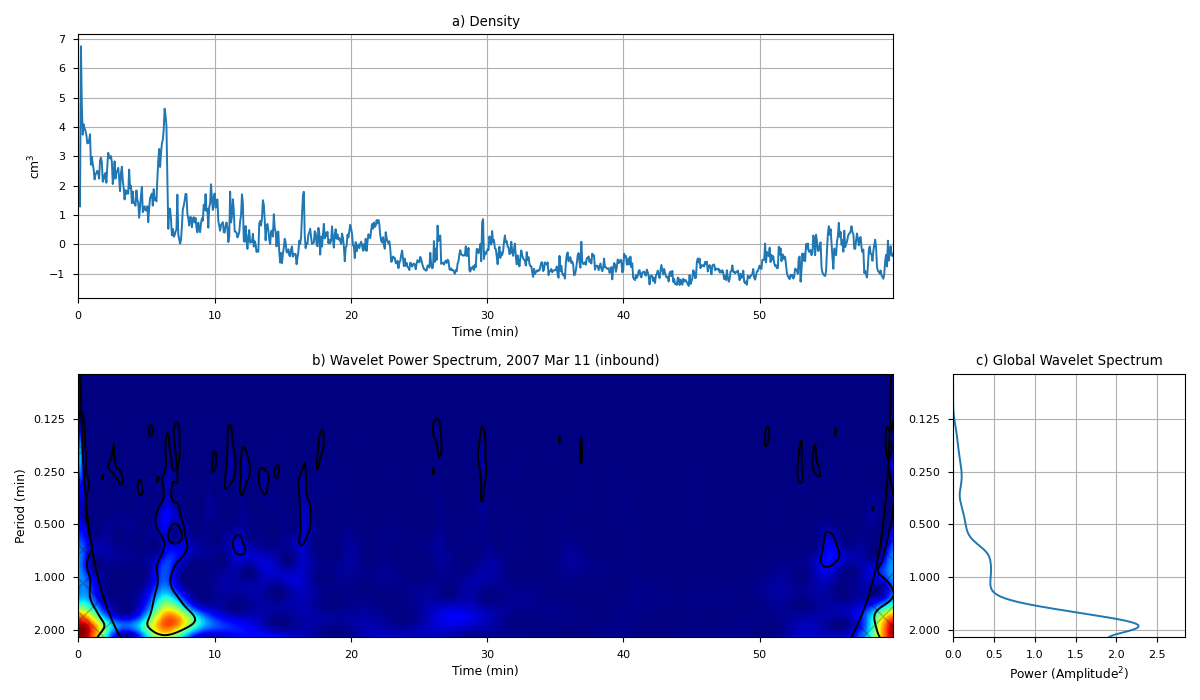 a) Density
7
6
5
4
3
2
1
0
−1
cm³
0 10 20 30 40 50
Time (min)
b) Wavelet Power Spectrum, 2007 Mar 11 (inbound)
0.125
0.250
0.500
1.000
2.000
Period (min)
0 10 20 30 40 50
Time (min)
c) Global Wavelet Spectrum
0.125
0.250
0.500
1.000
2.000
0.0 0.5 1.0 1.5 2.0 2.5
Power (Amplitude²)